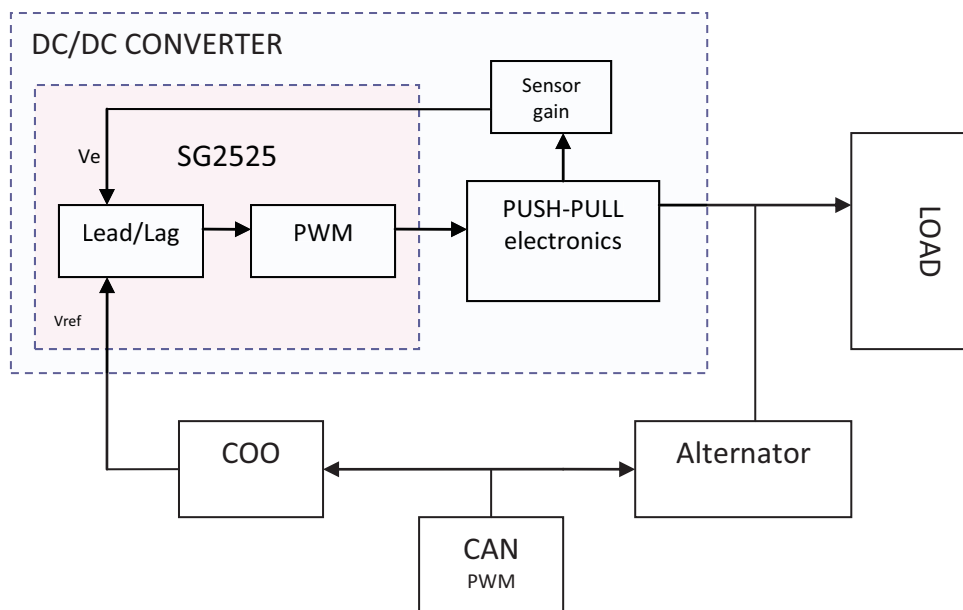 DC/DC CONVERTER
Sensor
gain
Ve
SG2525
Lead/Lag
PWM
PUSH-PULL
electronics
LOAD
Vref
COO
Alternator
CAN
PWM